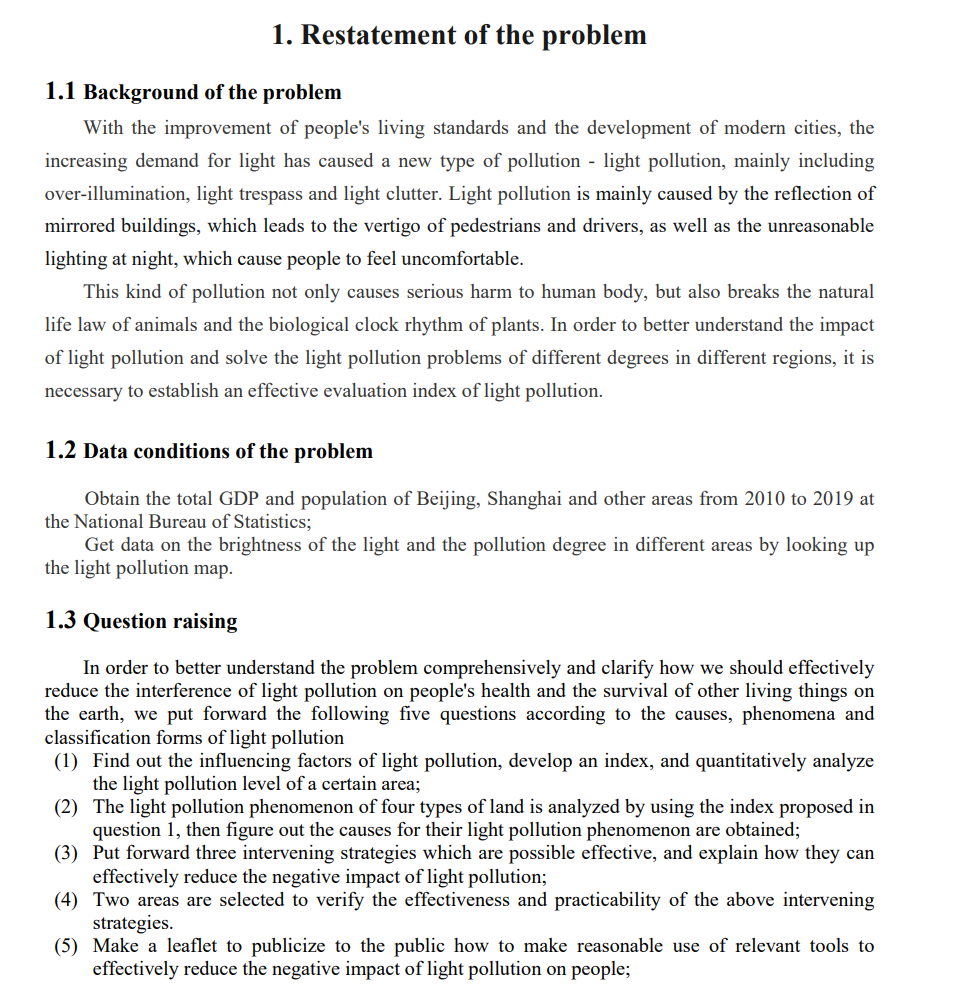 1. Restatement of the problem
1.1 Background of the problem
With the improvement of people's living standards and the development of modern cities, the
increasing demand for light has caused a new type of pollution - light pollution, mainly including
over-illumination, light trespass and light clutter. Light pollution is mainly caused by the reflection of
mirrored buildings, which leads to the vertigo of pedestrians and drivers, as well as the unreasonable
lighting at night, which cause people to feel uncomfortable.
This kind of pollution not only causes serious harm to human body, but also breaks the natural
life law of animals and the biological clock rhythm of plants. In order to better understand the impact
of light pollution and solve the light pollution problems of different degrees in different regions, it is
necessary to establish an effective evaluation index of light pollution.
1.2 Data conditions of the problem
Obtain the total GDP and population of Beijing, Shanghai and other areas from 2010 to 2019 at
the National Bureau of Statistics;
Get data on the brightness of the light and the pollution degree in different areas by looking up
the light pollution map.
1.3 Question raising
In order to better understand the problem comprehensively and clarify how we should effectively
reduce the interference of light pollution on people's health and the survival of other living things on
the earth, we put forward the following five questions according to the causes, phenomena and
classification forms of light pollution
(1) Find out the influencing factors of light pollution, develop an index, and quantitatively analyze
the light pollution level of a certain area;
(2) The light pollution phenomenon of four types of land is analyzed by using the index proposed in
question 1, then figure out the causes for their light pollution phenomenon are obtained;
(3) Put forward three intervening strategies which are possible effective, and explain how they can
effectively reduce the negative impact of light pollution;
(4) Two areas are selected to verify the effectiveness and practicability of the above intervening
strategies.
(5) Make a leaflet to publicize to the public how to make reasonable use of relevant tools to
effectively reduce the negative impact of light pollution on people;